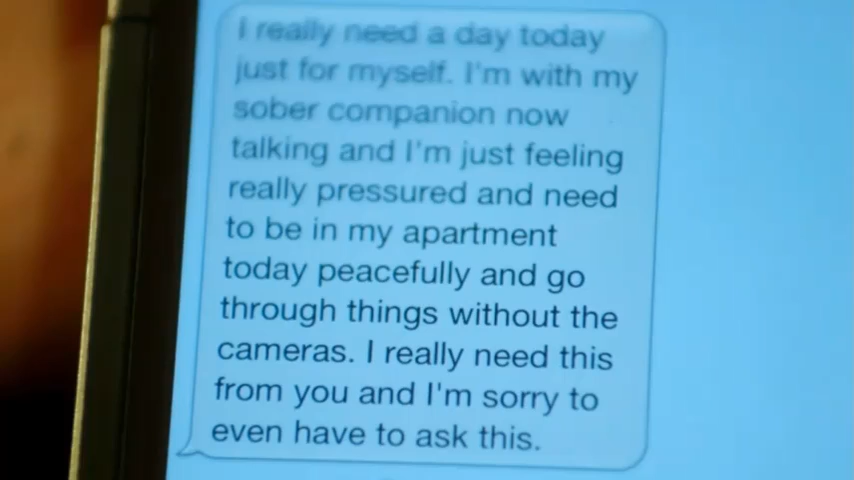 I really need a day today
just for myself. I'm with my
sober companion now
talking and I'm just feeling
really pressured and need
to be in my apartment
today peacefully and go
through things without the
cameras. I really need this
from you and I'm sorry to
even have to ask this.